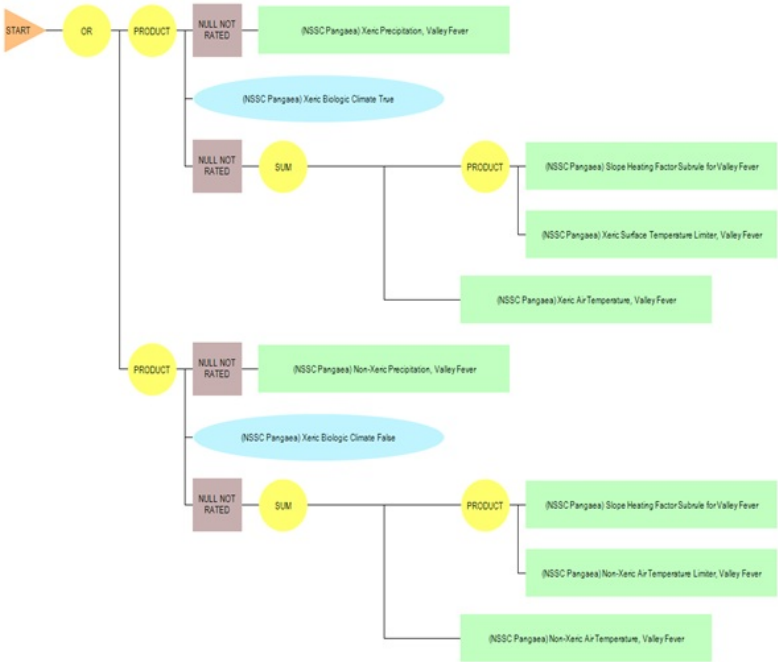 START
OR
PRODUCT
NULL NOT
RATED
(NSSC Pangaea) Xeric Precipitation, Valley Fever
(NSSC Pangaea) Xeric Biologic Climate True
NULL NOT
RATED
SUM
PRODUCT
(NSSC Pangaea) Slope Heating Factor Subrule for Valley Fever
(NSSC Pangaea) Xeric Surface Temperature Limiter, Valley Fever
(NSSC Pangaea) Xeric Air Temperature, Valley Fever
PRODUCT
NULL NOT
RATED
(NSSC Pangaea) Non-Xeric Precipitation, Valley Fever
(NSSC Pangaea) Xeric Biologic Climate False
NULL NOT
RATED
SUM
PRODUCT
(NSSC Pangaea) Slope Heating Factor Subrule for Valley Fever
(NSSC Pangaea) Non-Xeric Air Temperature Limiter, Valley Fever
(NSSC Pangaea) Non-Xeric Air Temperature, Valley Fever